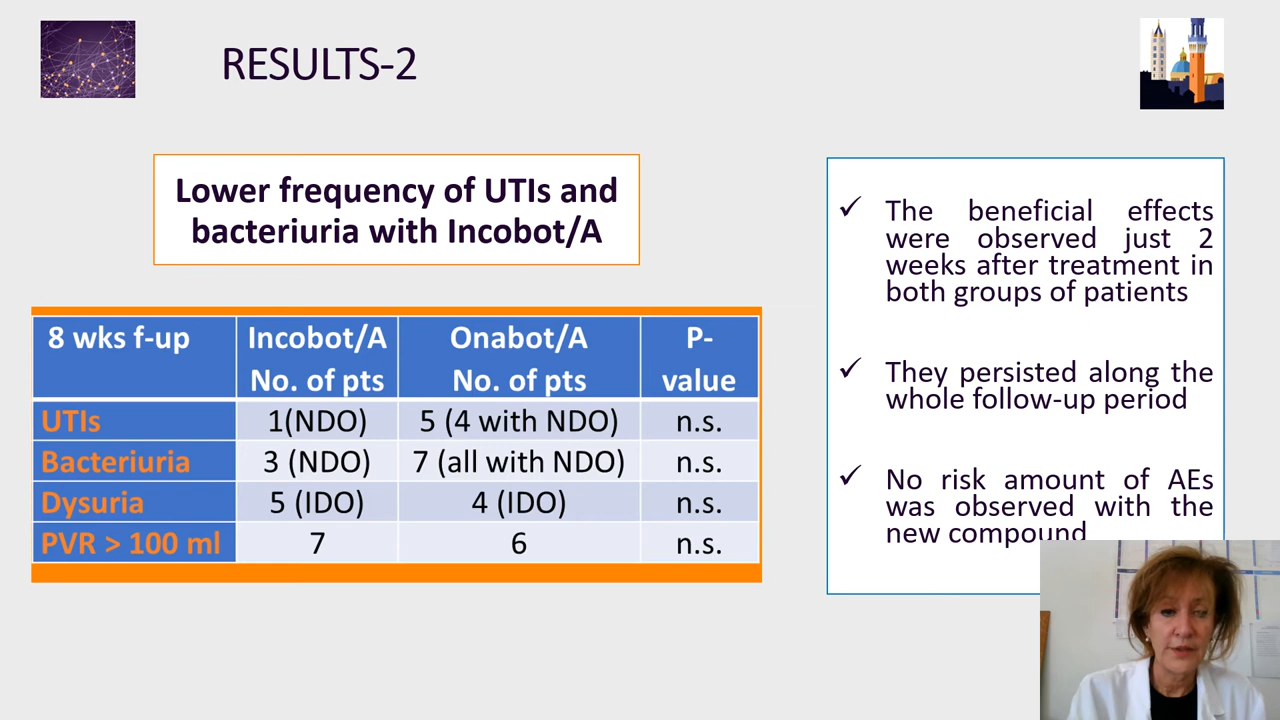 RESULTS-2
Lower frequency of UTIs and
bacteriuria with Incobot/A
8 wks f-up Incobot/A No. of pts Onabot/A No. of pts P-value
UTIs 1(NDO) 5 (4 with NDO) n.s.
Bacteriuria 3 (NDO) 7 (all with NDO) n.s.
Dysuria 5 (IDO) 4 (IDO) n.s.
PVR > 100 ml 7 6 n.s.
✓ The beneficial effects
were observed just 2
weeks after treatment in
both groups of patients
✓ They persisted along the
whole follow-up period
✓ No risk amount of AEs
was observed with the
new compound